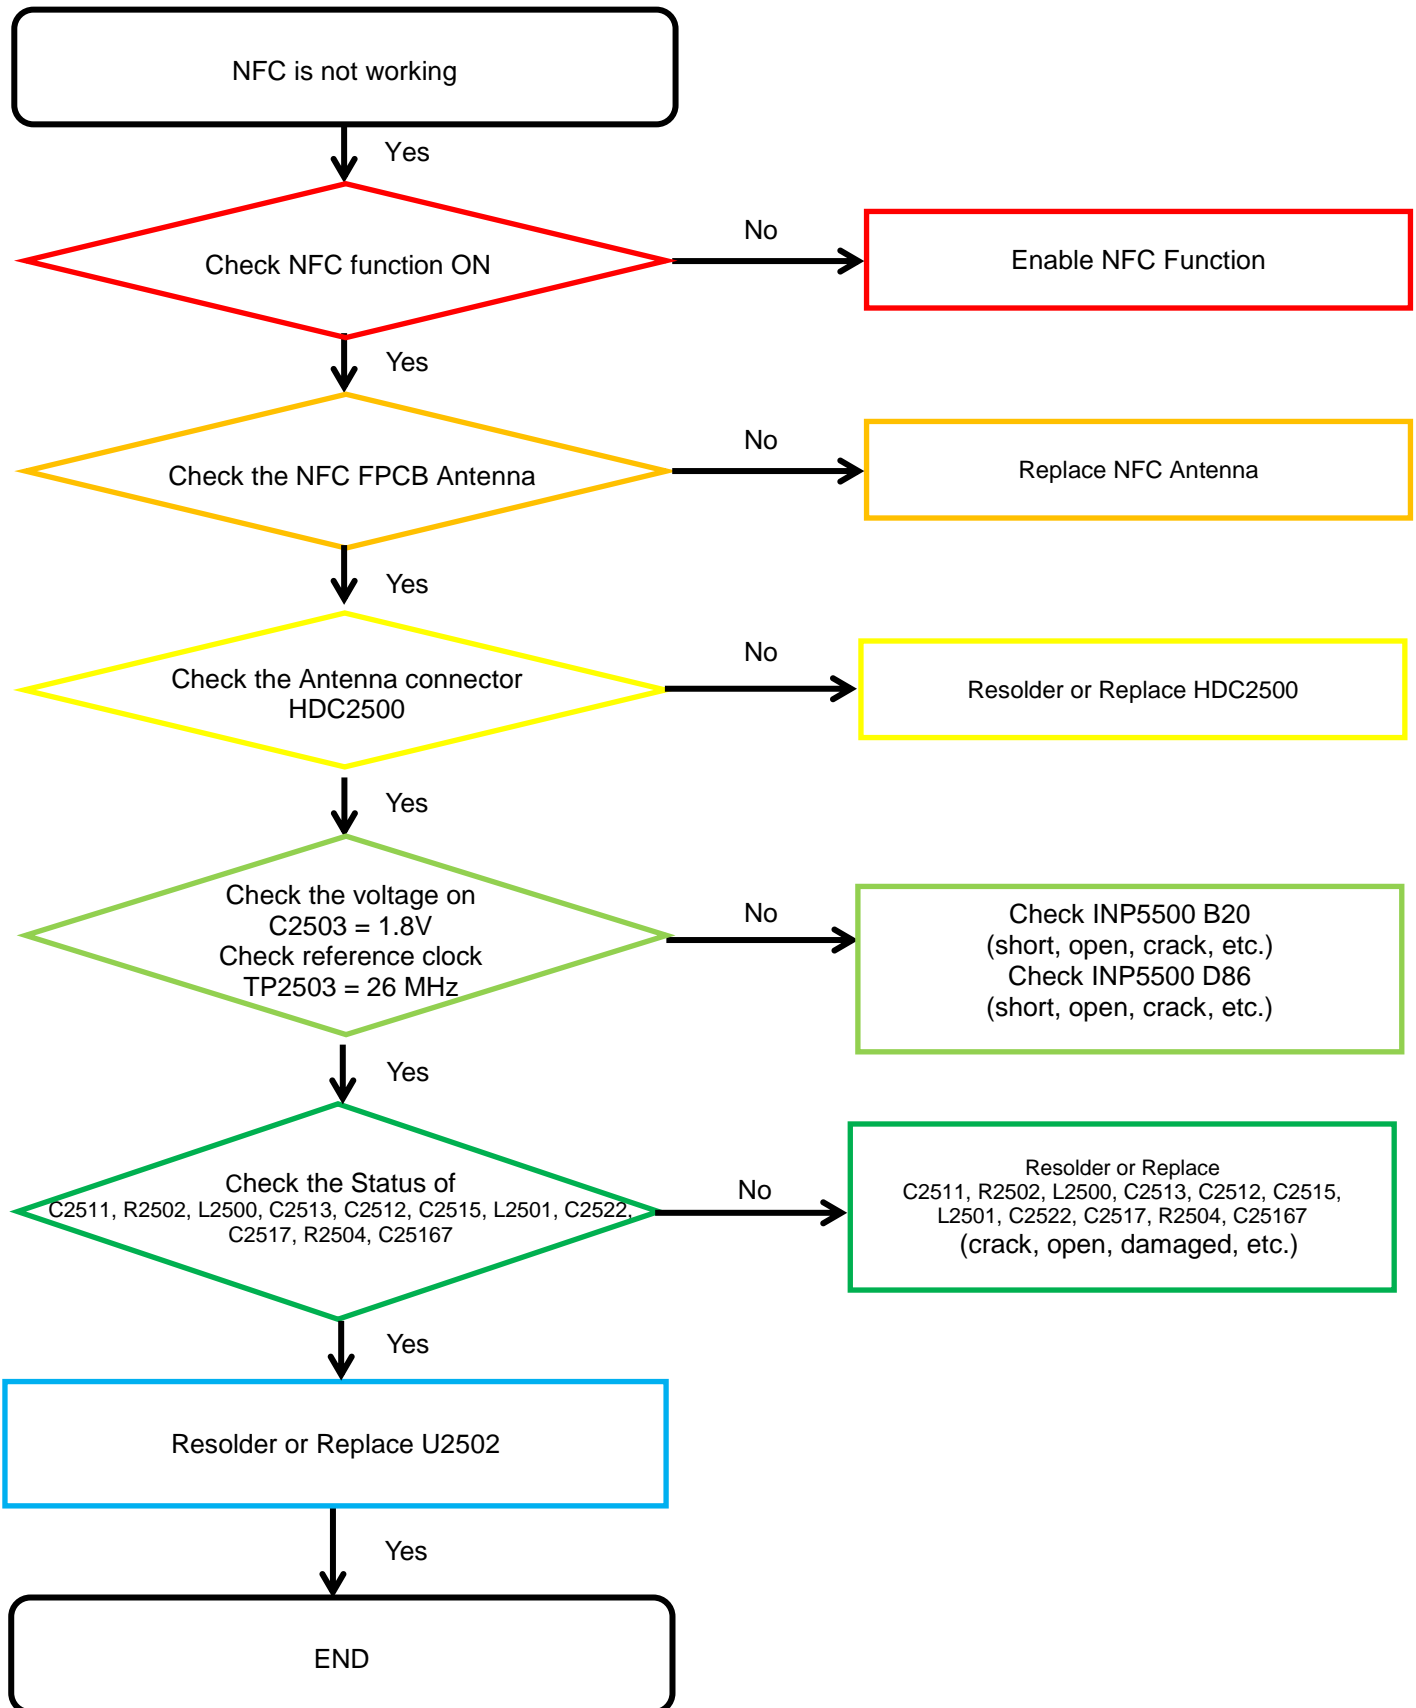 NFC is not working
Yes
Check NFC function ON
No
Enable NFC Function
Yes
Check the NFC FPCB Antenna
No
Replace NFC Antenna
Yes
Check the Antenna connector
HDC2500
No
Resolder or Replace HDC2500
Yes
Check the voltage on
C2503 = 1.8V
Check reference clock
TP2503 = 26 MHz
No
Check INP5500 B20
(short, open, crack, etc.)
Check INP5500 D86
(short, open, crack, etc.)
Yes
Check the Status of
C2511, R2502, L2500, C2513, C2512, C2515, L2501, C2522,
C2517, R2504, C25167
No
Resolder or Replace
C2511, R2502, L2500, C2513, C2512, C2515,
L2501, C2522, C2517, R2504, C25167
(crack, open, damaged, etc.)
Yes
Resolder or Replace U2502
Yes
END